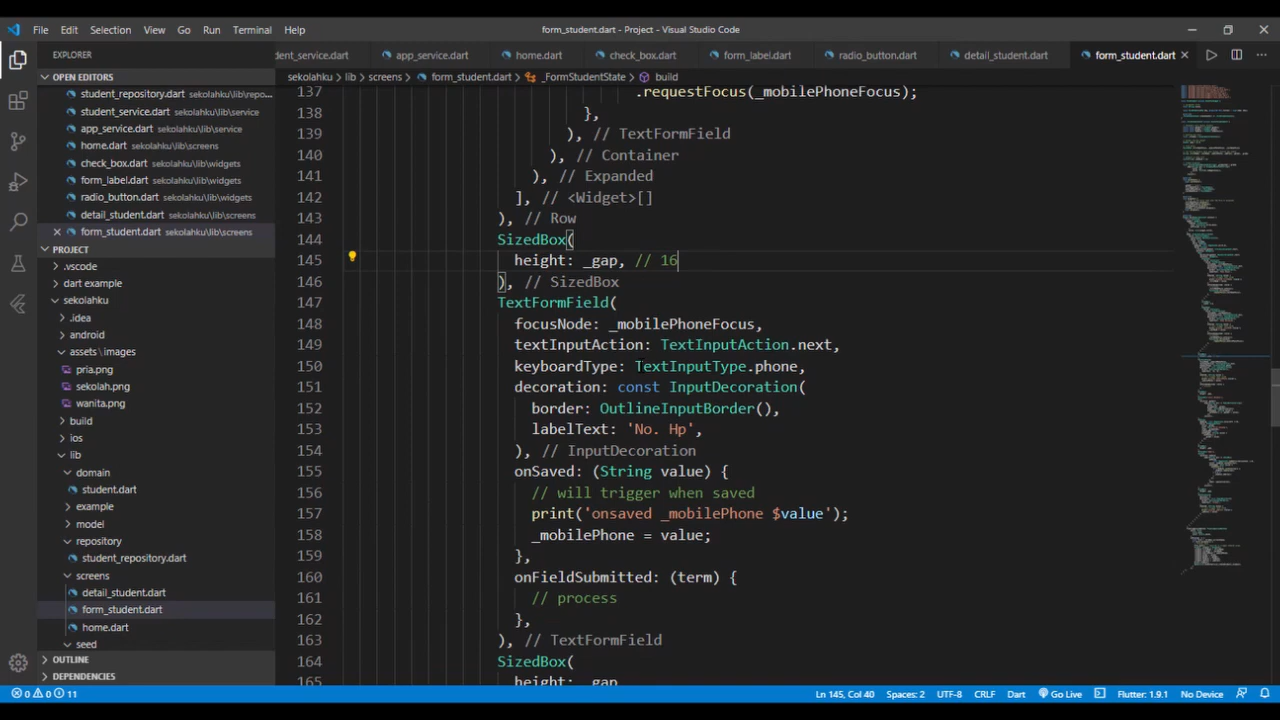 File Edit Selection View Go Run Terminal Help
form_student.dart - Project - Visual Studio Code
EXPLORER
dent_service.dart app_service.dart home.dart check_box.dart form_label.dart radio_button.dart detail_student.dart form_student.dart
OPEN EDITORS
sekolahku > lib > screens > form_student.dart > _FormStudentState > build
student_repository.dart sekolahku\lib\repo...
student_service.dart sekolahku\lib\service
app_service.dart sekolahku\lib\service
home.dart sekolahku\lib\screens
check_box.dart sekolahku\lib\widgets
form_label.dart sekolahku\lib\widgets
radio_button.dart sekolahku\lib\widgets
detail_student.dart sekolahku\lib\screens
form_student.dart sekolahku\lib\screens
PROJECT
.vscode
dart example
sekolahku
.idea
android
assets\images
pria.png
sekolah.png
wanita.png
build
ios
lib
domain
student.dart
example
model
repository
student_repository.dart
screens
detail_student.dart
form_student.dart
home.dart
seed
OUTLINE
DEPENDENCIES
137 .requestFocus(_mobilePhoneFocus);
138 },
139 ), // TextFormField
140 ), // Container
141 ), // Expanded
142 ], // <Widget>[]
143 ), // Row
144 SizedBox(
145 height: _gap, // 16
146 ), // SizedBox
147 TextFormField(
148 focusNode: _mobilePhoneFocus,
149 textInputAction: TextInputAction.next,
150 keyboardType: TextInputType.phone,
151 decoration: const InputDecoration(
152 border: OutlineInputBorder(),
153 labelText: 'No. Hp',
154 ), // InputDecoration
155 onSaved: (String value) {
156 // will trigger when saved
157 print('onsaved _mobilePhone $value');
158 _mobilePhone = value;
159 },
160 onFieldSubmitted: (term) {
161 // process
162 },
163 ), // TextFormField
164 SizedBox(
165 height: _gap
0 0 11 Ln 145, Col 40 Spaces: 2 UTF-8 CRLF Dart Go Live Flutter: 1.9.1 No Device